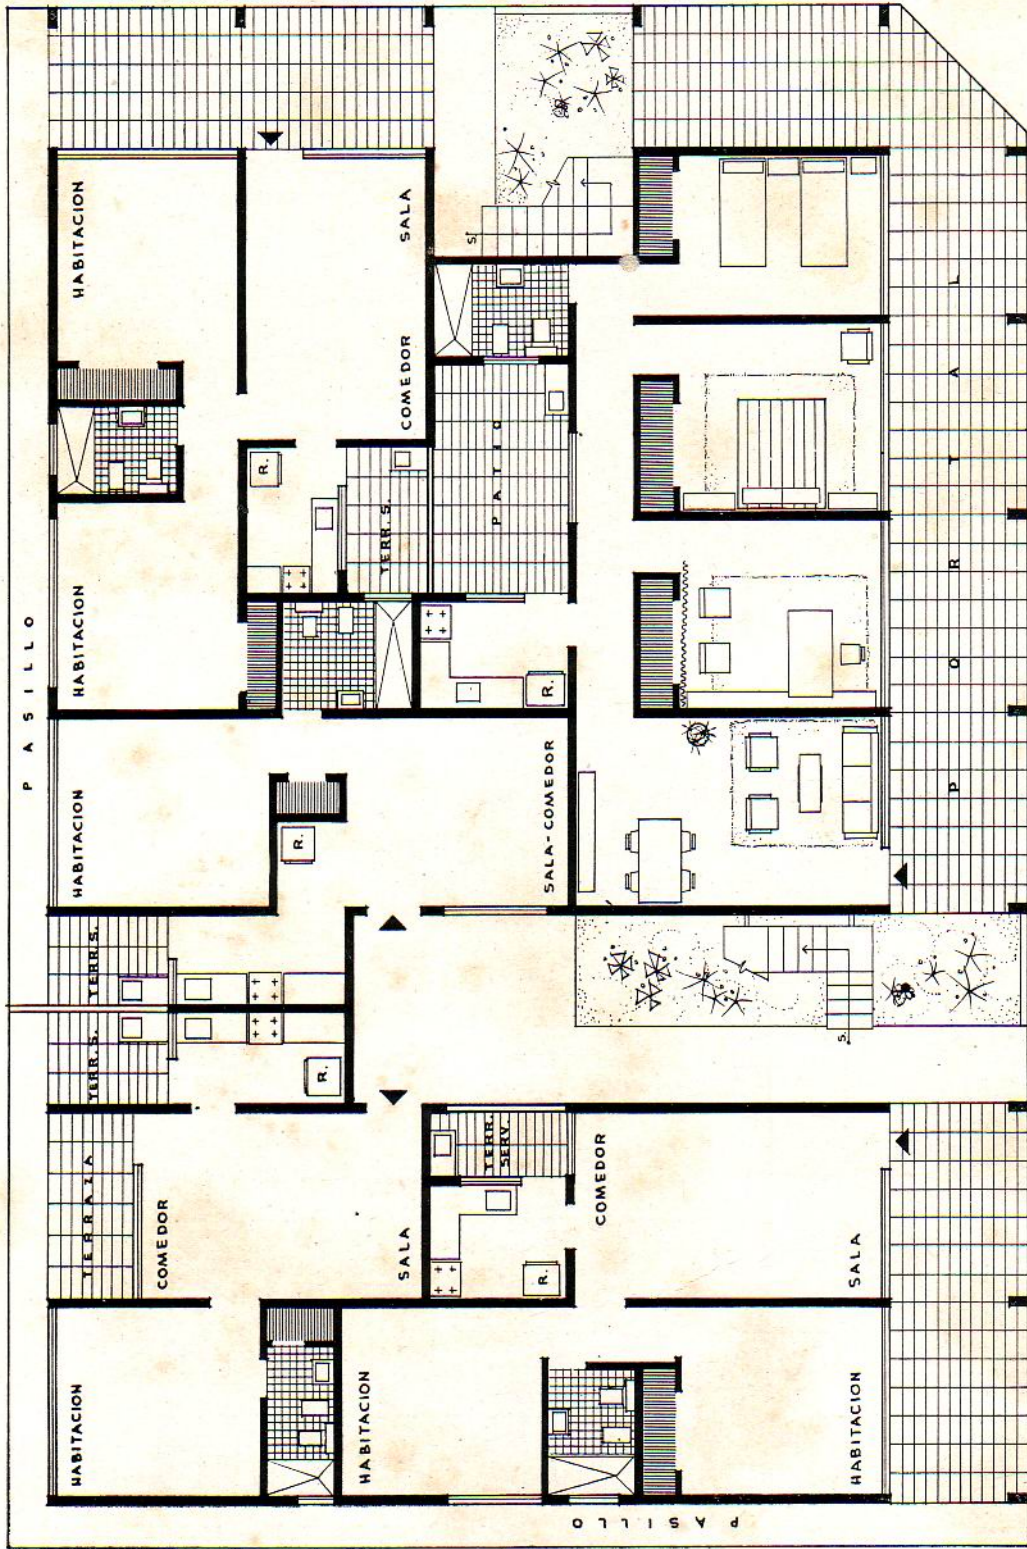 PASILLO
HABITACION
HABITACION
HABITACION
TERR.S.
TERR.S.
TERRAZA
HABITACION
SALA
COMEDOR
R.
TERR.S.
PATIO
S.
R.
R.
SALA-COMEDOR
R.
COMEDOR
SALA
TERR.
SERV.
R.
COMEDOR
SALA
HABITACION
HABITACION
S.
PORTAL
PASILLO